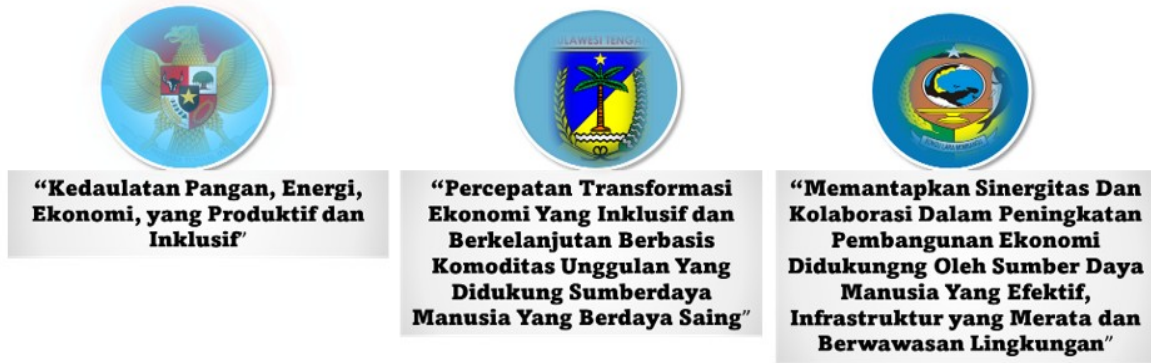 SULAWESI TENGAH
“Kedaulatan Pangan, Energi,
Ekonomi, yang Produktif dan
Inklusif”
“Percepatan Transformasi
Ekonomi Yang Inklusif dan
Berkelanjutan Berbasis
Komoditas Unggulan Yang
Didukung Sumberdaya
Manusia Yang Berdaya Saing”
“Memantapkan Sinergitas Dan
Kolaborasi Dalam Peningkatan
Pembangunan Ekonomi
Didukungng Oleh Sumber Daya
Manusia Yang Efektif,
Infrastruktur yang Merata dan
Berwawasan Lingkungan”